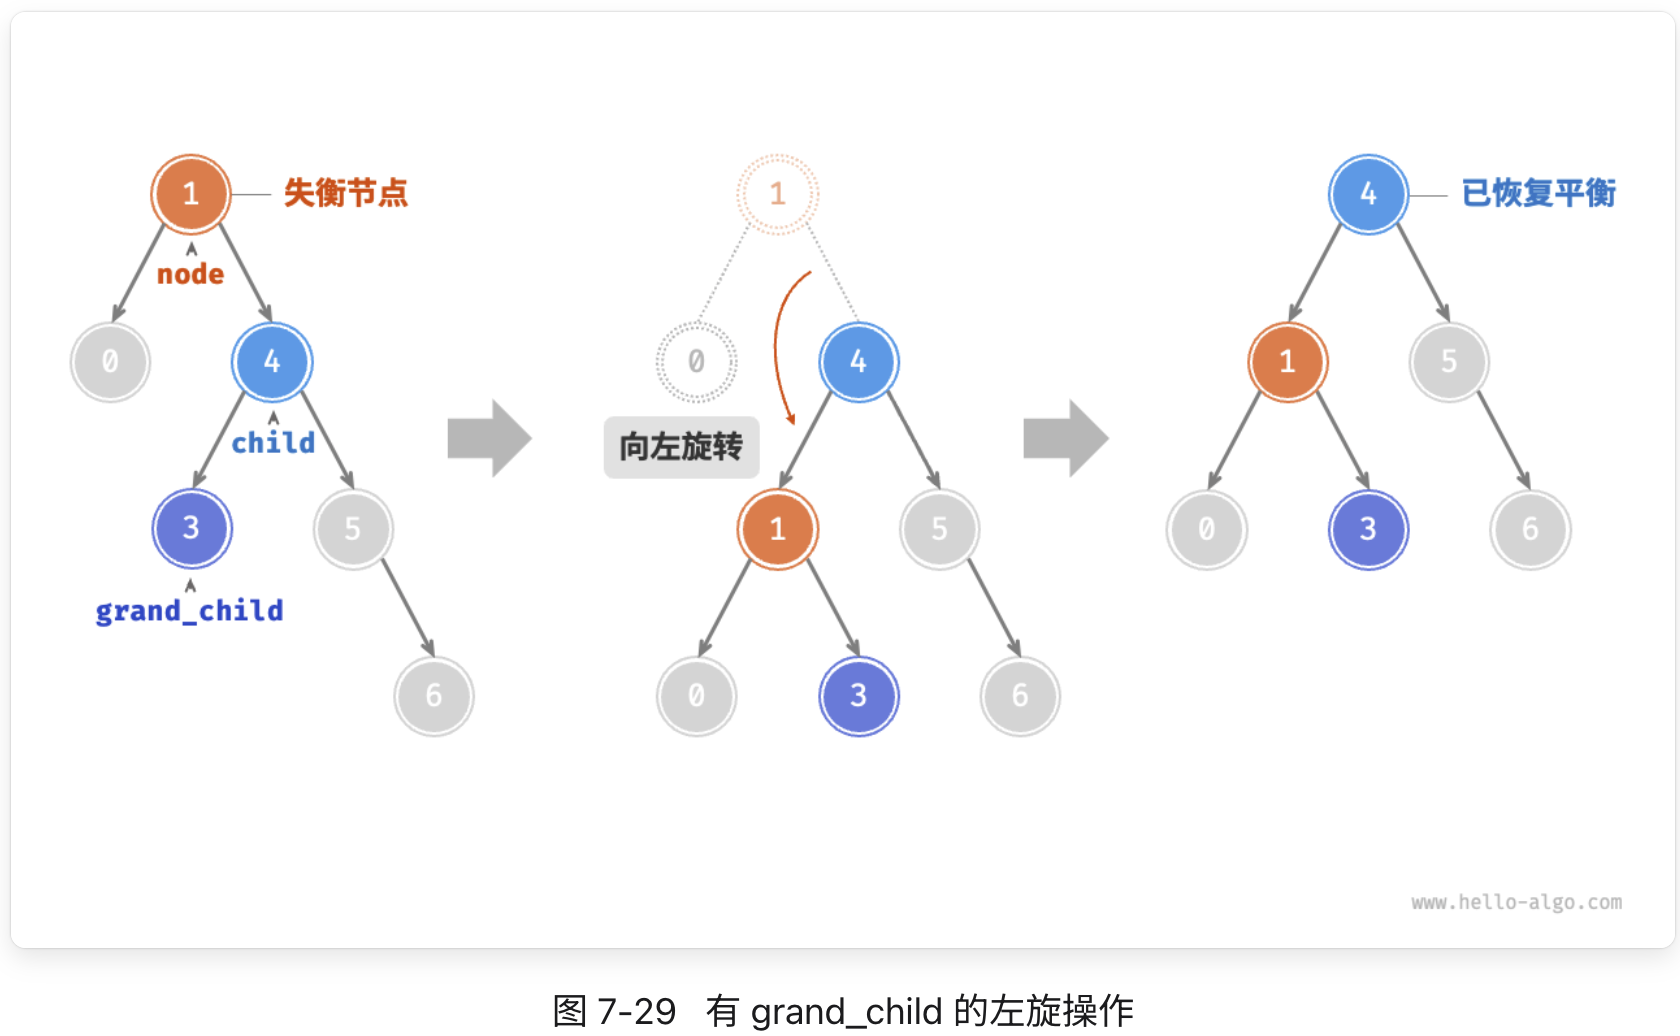 1 失衡节点
node
0 4
child
3 5
grand_child
6
1
0 4
向左旋转
1 5
0 3 6
4 已恢复平衡
1 5
0 3 6
www.hello-algo.com
图 7-29 有 grand_child 的左旋操作